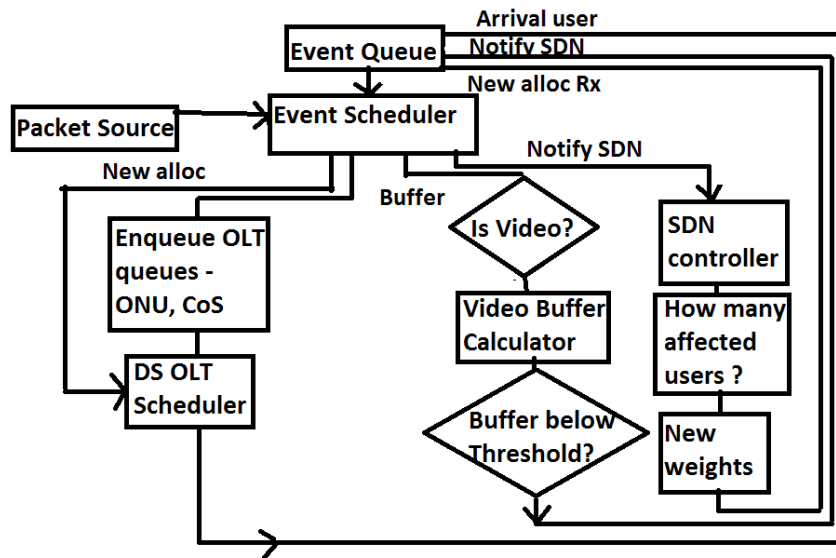 Arrival user
Event Queue
Notify SDN
New alloc Rx
Packet Source
Event Scheduler
New alloc
Notify SDN
Buffer
Enqueue OLT
queues -
ONU, CoS
Is Video?
SDN
controller
Video Buffer
Calculator
How many
affected
users ?
DS OLT
Scheduler
Buffer below
Threshold?
New
weights